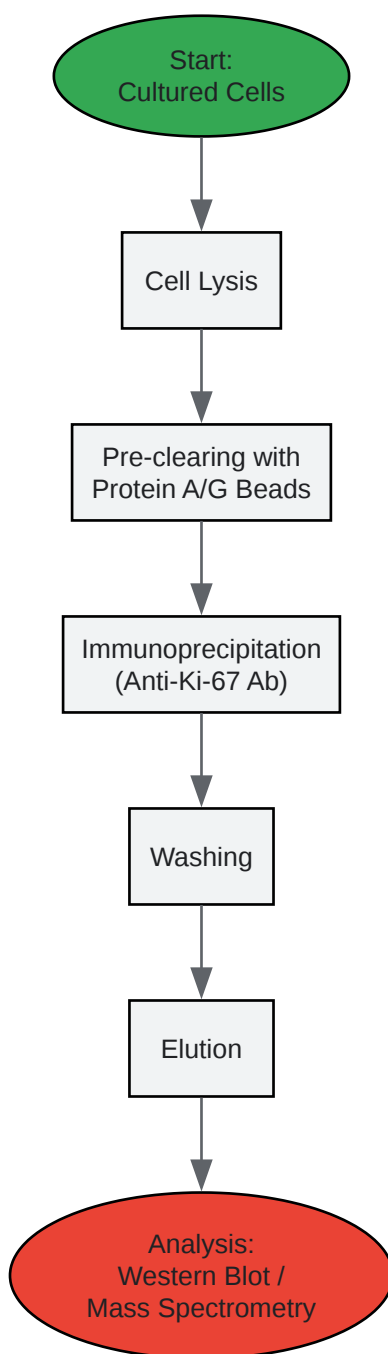 Start:
Cultured Cells
Cell Lysis
Pre-clearing with
Protein A/G Beads
Immunoprecipitation
(Anti-Ki-67 Ab)
Washing
Elution
Analysis:
Western Blot /
Mass Spectrometry